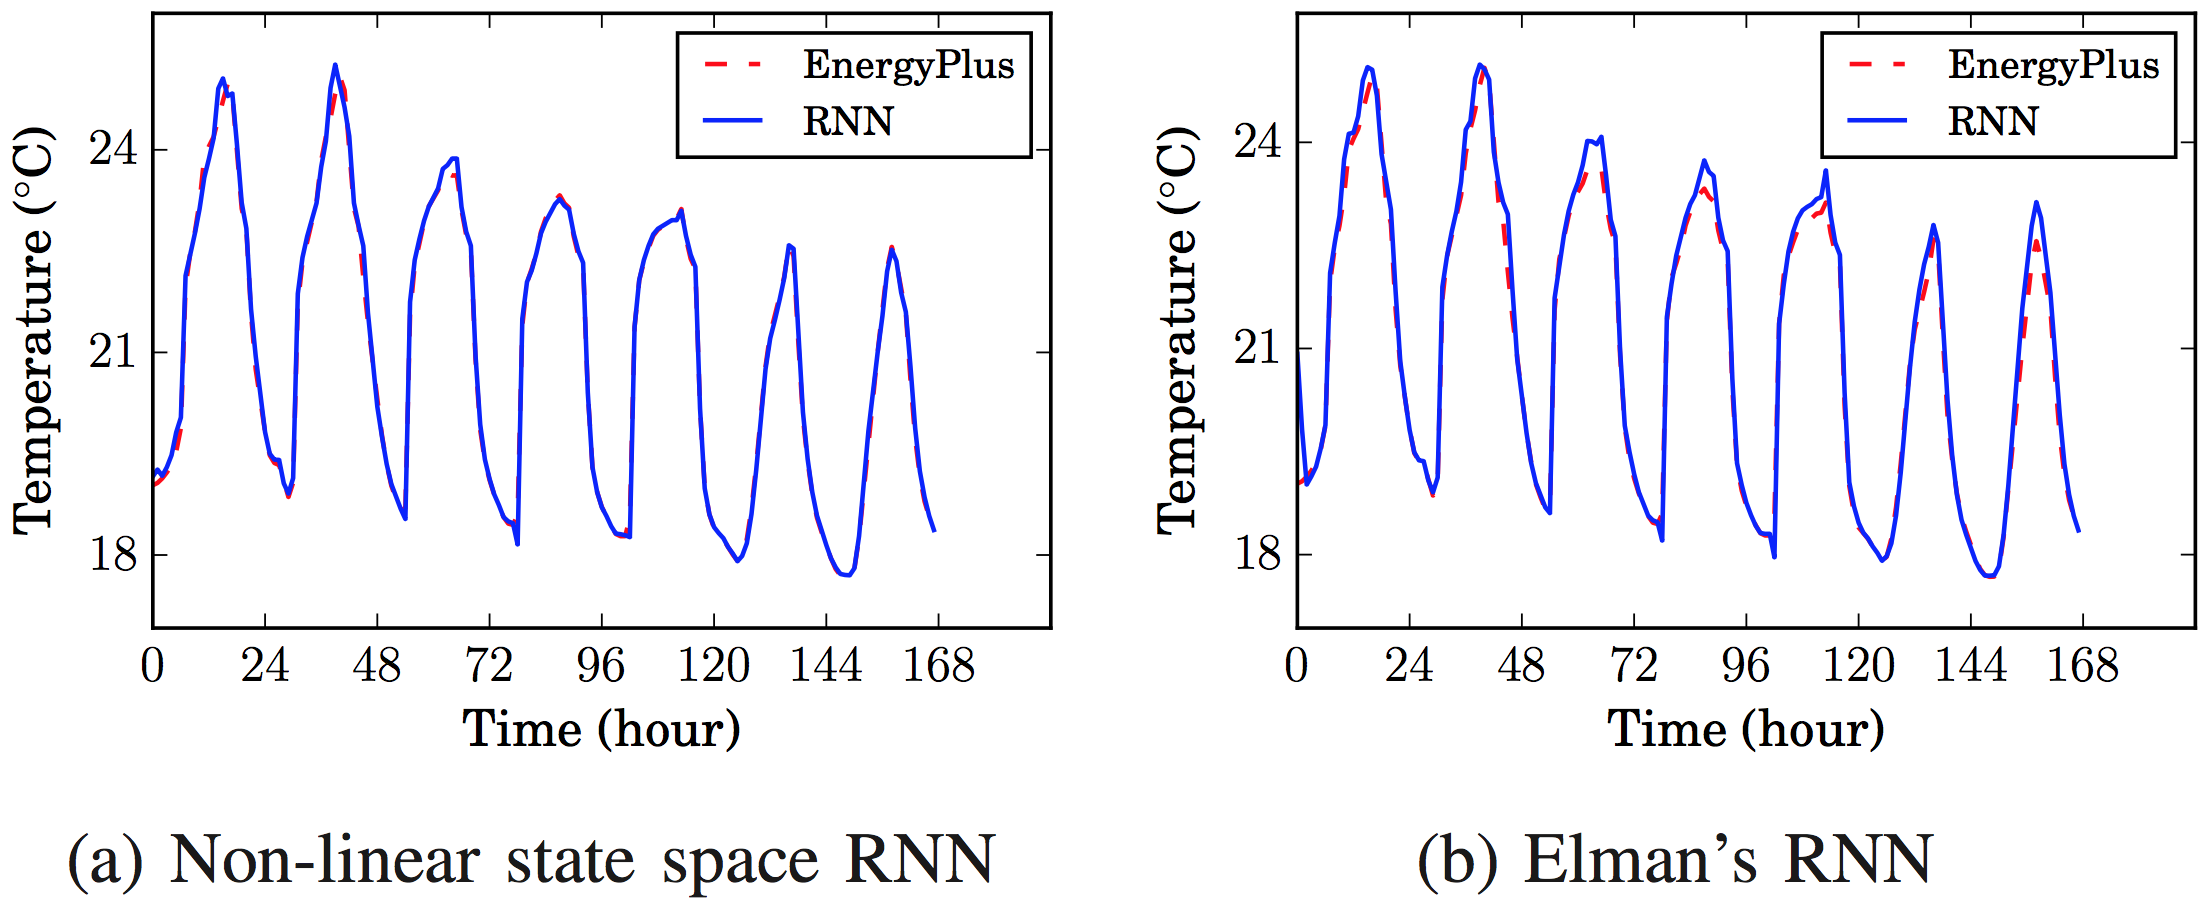 EnergyPlus
RNN
Temperature (°C)
24
21
18
0 24 48 72 96 120 144 168
Time (hour)
(a) Non-linear state space RNN
EnergyPlus
RNN
Temperature (°C)
24
21
18
0 24 48 72 96 120 144 168
Time (hour)
(b) Elman’s RNN